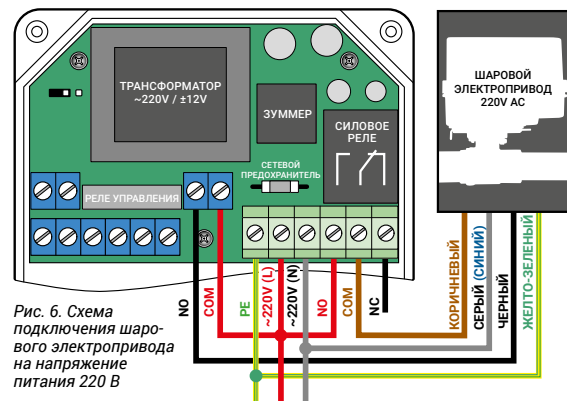 ТРАНСФОРМАТОР
~220V / ±12V
ЗУММЕР
СИЛОВОЕ
РЕЛЕ
СЕТЕВОЙ
ПРЕДОХРАНИТЕЛЬ
РЕЛЕ УПРАВЛЕНИЯ
ШАРОВОЙ
ЭЛЕКТРОПРИВОД
220V AC
NO
COM
PE
~220V (L)
~220V (N)
NO
COM
NC
КОРИЧНЕВЫЙ
СЕРЫЙ (СИНИЙ)
ЧЕРНЫЙ
ЖЕЛТО-ЗЕЛЕНЫЙ
Рис. 6. Схема
подключения шаро-
вого электропривода
на напряжение
питания 220 В